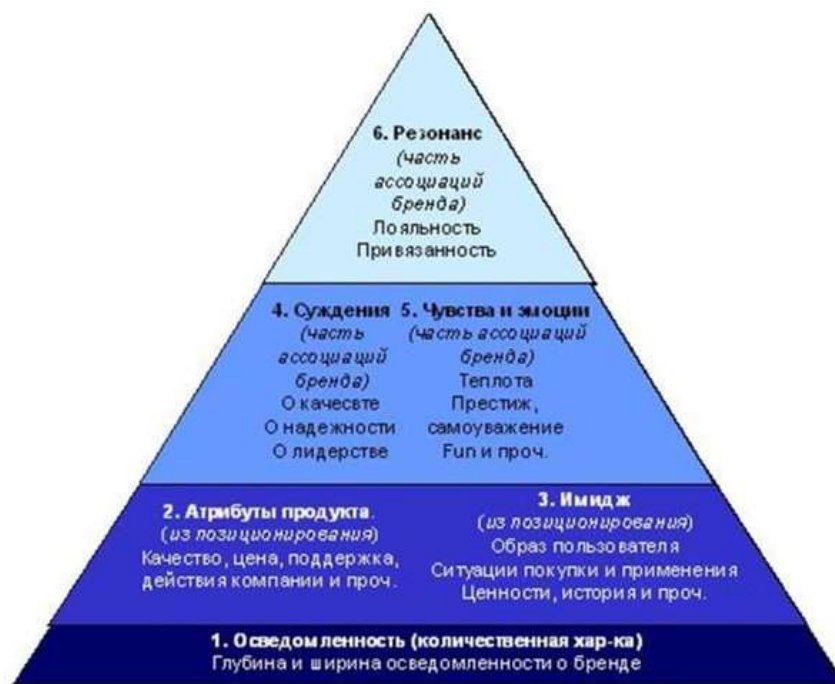 6. Резонанс
(часть
ассоциаций
бренда)
Лояльность
Привязанность
4. Суждения
(часть
ассоциаций
бренда)
О качесвте
О надежности
О лидерстве
5. Чувства и эмоции
(часть ассоциаций
бренда)
Теплота
Престиж,
самоуважение
Fun и проч.
2. Атрибуты продукта.
(из позиционирования)
Качество, цена, поддержка,
действия компании и проч.
3. Имидж
(из позиционирования)
Образ пользователя
Ситуации покупки и применения
Ценности, история и проч.
1. Осведомленность (количественная хар-ка)
Глубина и ширина осведомленности о бренде